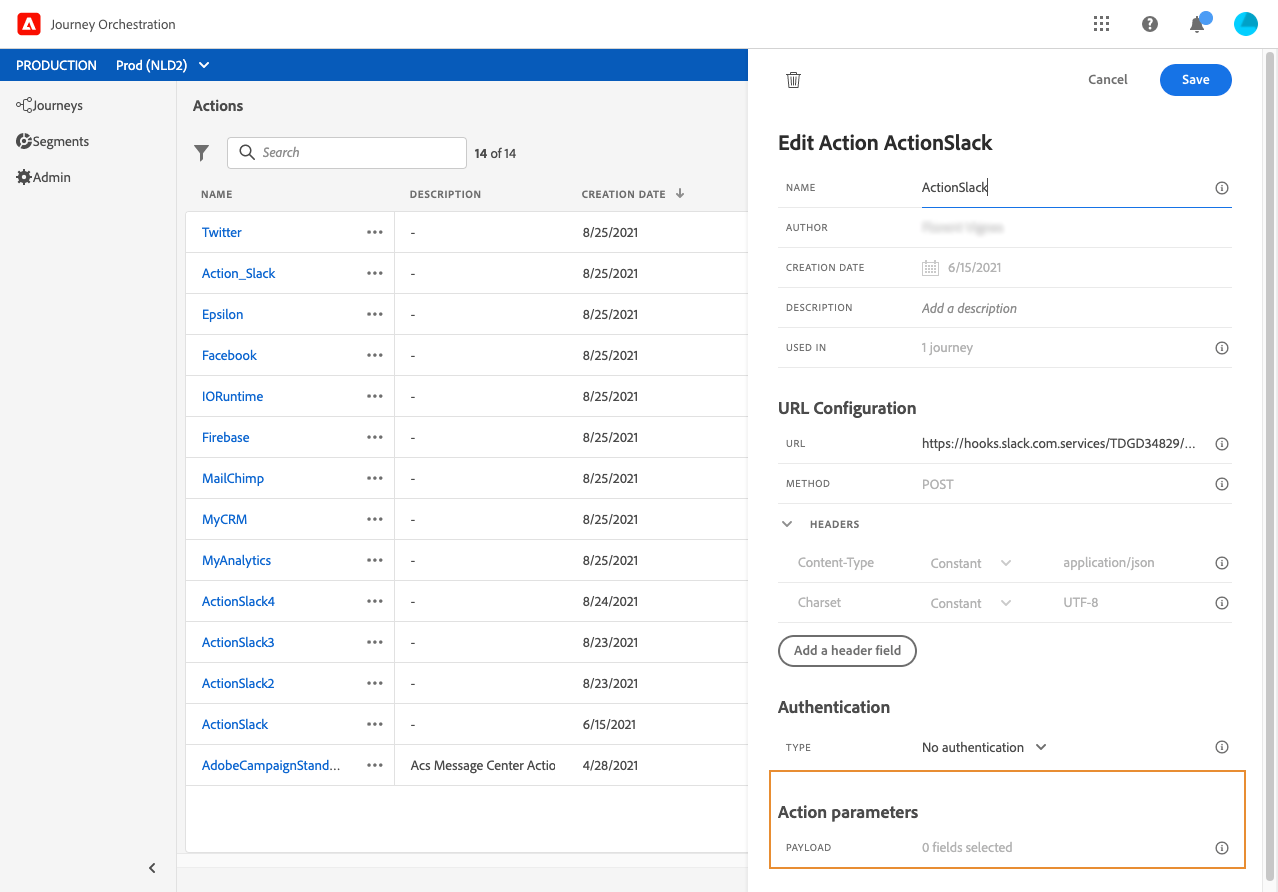 Journey Orchestration
PRODUCTION Prod (NLD2)
Journeys
Segments
Admin
Actions
Search
14 of 14
NAME DESCRIPTION CREATION DATE
Twitter - 8/25/2021
Action_Slack - 8/25/2021
Epsilon - 8/25/2021
Facebook - 8/25/2021
IORuntime - 8/25/2021
Firebase - 8/25/2021
MailChimp - 8/25/2021
MyCRM - 8/25/2021
MyAnalytics - 8/25/2021
ActionSlack4 - 8/24/2021
ActionSlack3 - 8/23/2021
ActionSlack2 - 8/23/2021
ActionSlack - 6/15/2021
AdobeCampaignStand... Acs Message Center Actio 4/28/2021
Cancel Save
Edit Action ActionSlack
NAME ActionSlack
AUTHOR
CREATION DATE 6/15/2021
DESCRIPTION Add a description
USED IN 1 journey
URL Configuration
URL https://hooks.slack.com.services/TDGD34829/...
METHOD POST
HEADERS
Content-Type Constant application/json
Charset Constant UTF-8
Add a header field
Authentication
TYPE No authentication
Action parameters
PAYLOAD 0 fields selected